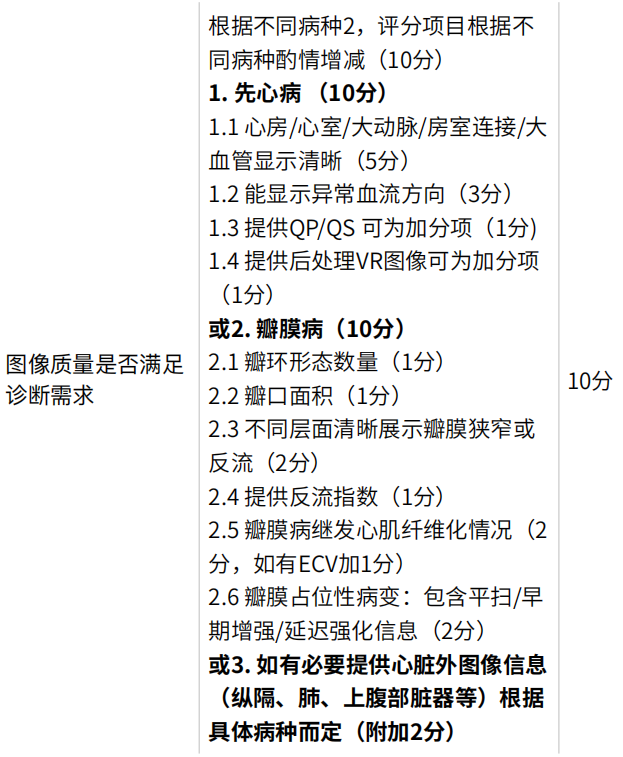 图像质量是否满足
诊断需求
根据不同病种2，评分项目根据不
同病种酌情增减（10分）
1. 先心病 （10分）
1.1 心房/心室/大动脉/房室连接/大
血管显示清晰（5分）
1.2 能显示异常血流方向（3分）
1.3 提供QP/QS 可为加分项（1分)
1.4 提供后处理VR图像可为加分项
（1分）
或2. 瓣膜病（10分）
2.1 瓣环形态数量（1分）
2.2 瓣口面积（1分）
2.3 不同层面清晰展示瓣膜狭窄或
反流（2分）
2.4 提供反流指数（1分）
2.5 瓣膜病继发心肌纤维化情况（2
分，如有ECV加1分）
2.6 瓣膜占位性病变：包含平扫/早
期增强/延迟强化信息（2分）
或3. 如有必要提供心脏外图像信息
（纵隔、肺、上腹部脏器等）根据
具体病种而定（附加2分）
10分